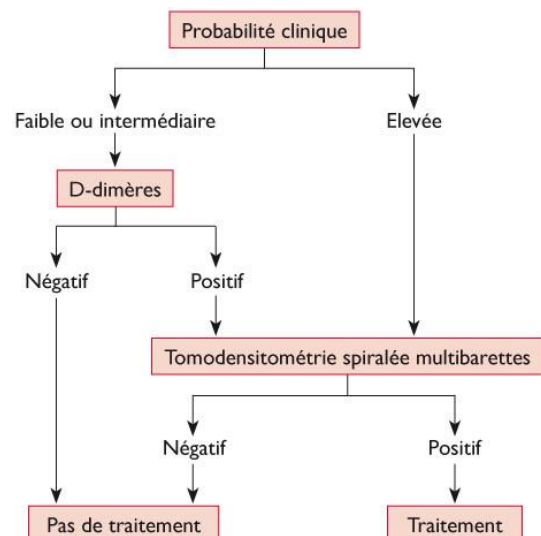 Probabilité clinique
Faible ou intermédiaire
Elevée
D-dimères
Négatif
Positif
Tomodensitométrie spiralée multibarettes
Négatif
Positif
Pas de traitement
Traitement